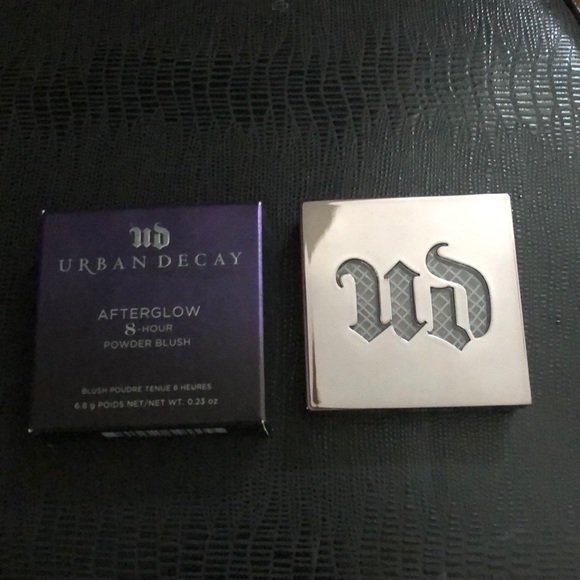 ud
URBAN DECAY
AFTERGLOW
8-HOUR
POWDER BLUSH
BLUSH POUDRE TENUE 8 HEURES
6.8 g POIDS NET/NET WT. 0.23 oz
ud